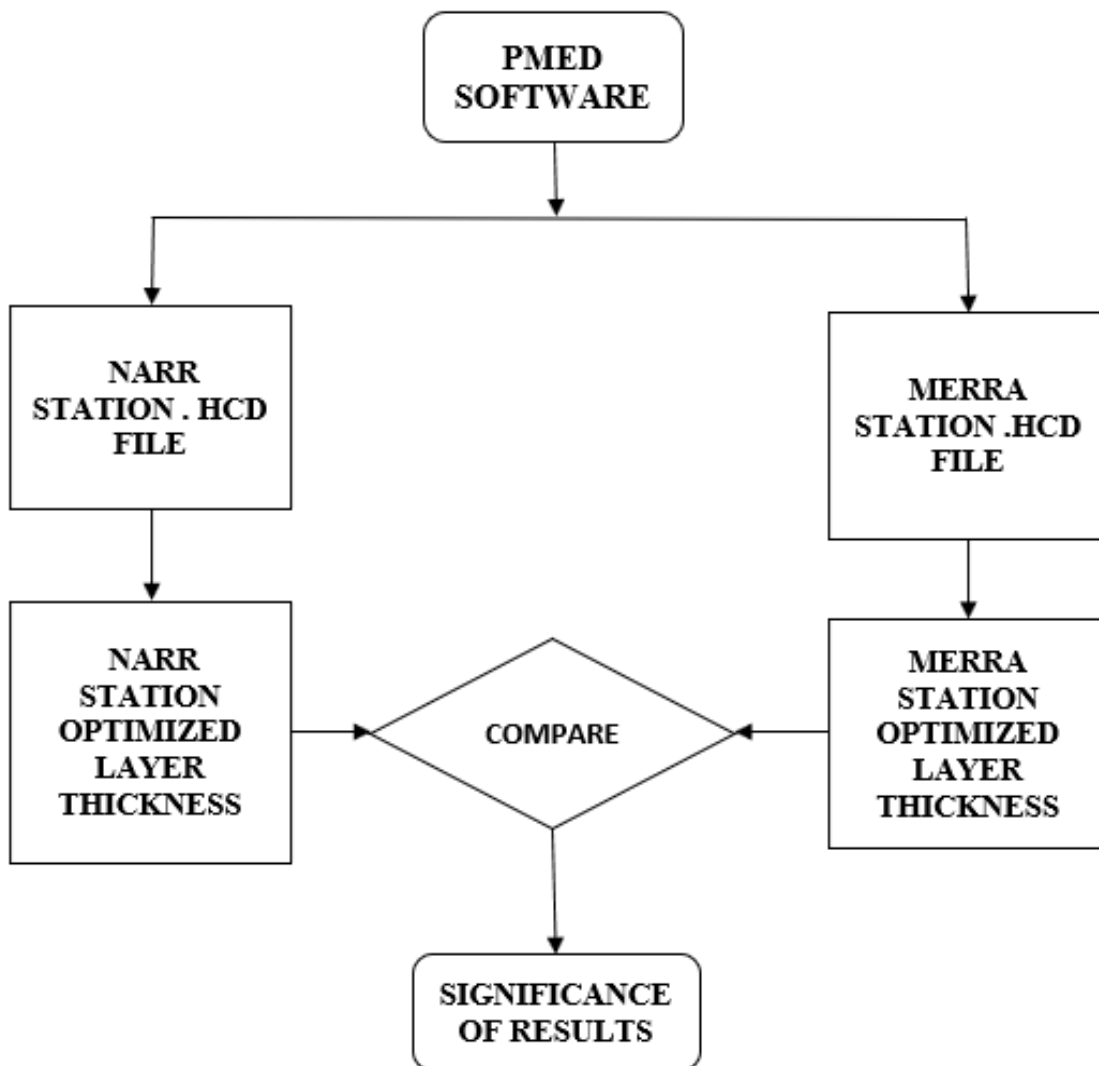 PMED
SOFTWARE
NARR
STATION . HCD
FILE
MERRA
STATION .HCD
FILE
NARR
STATION
OPTIMIZED
LAYER
THICKNESS
COMPARE
MERRA
STATION
OPTIMIZED
LAYER
THICKNESS
SIGNIFICANCE
OF RESULTS